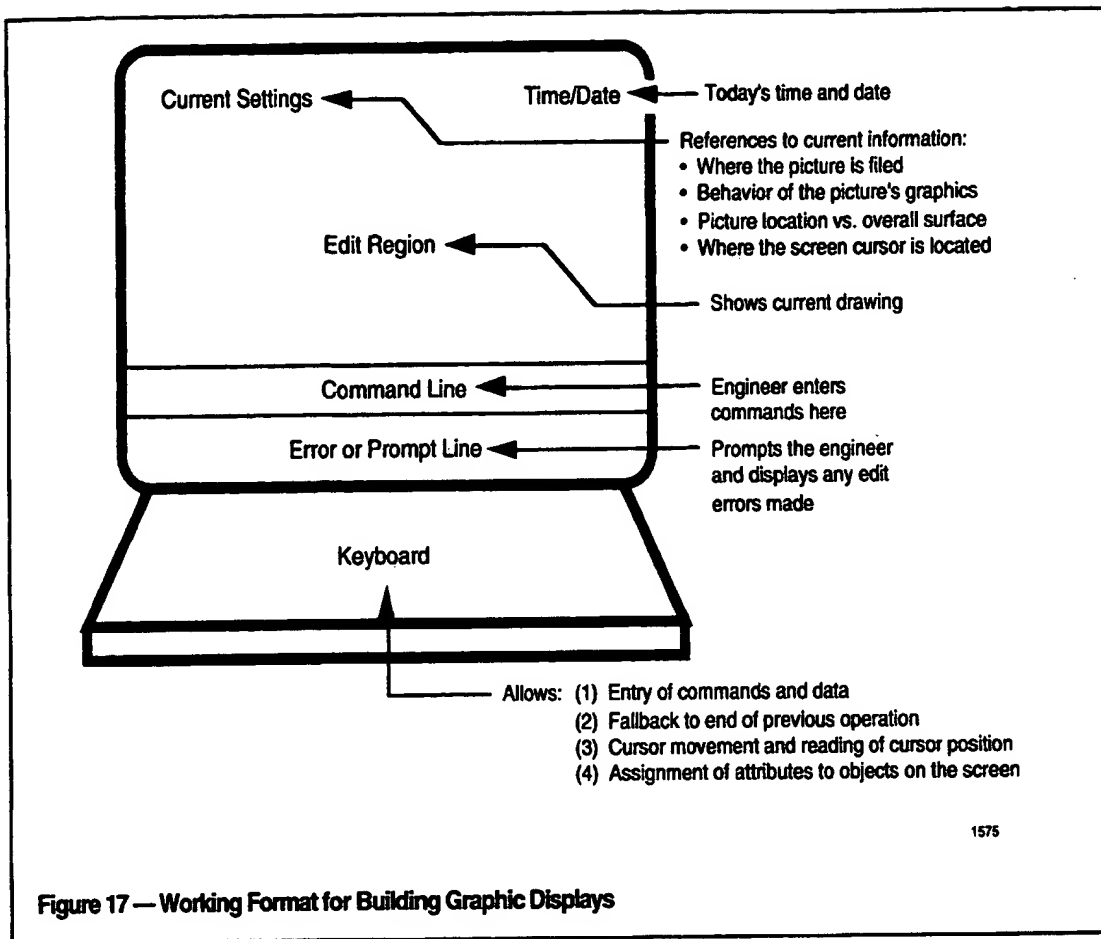 Current Settings
Time/Date
Today's time and date
References to current information:
• Where the picture is filed
• Behavior of the picture's graphics
• Picture location vs. overall surface
• Where the screen cursor is located
Edit Region
Shows current drawing
Command Line
Engineer enters
commands here
Error or Prompt Line
Prompts the engineer
and displays any edit
errors made
Keyboard
Allows: (1) Entry of commands and data
(2) Fallback to end of previous operation
(3) Cursor movement and reading of cursor position
(4) Assignment of attributes to objects on the screen
1575
Figure 17 — Working Format for Building Graphic Displays